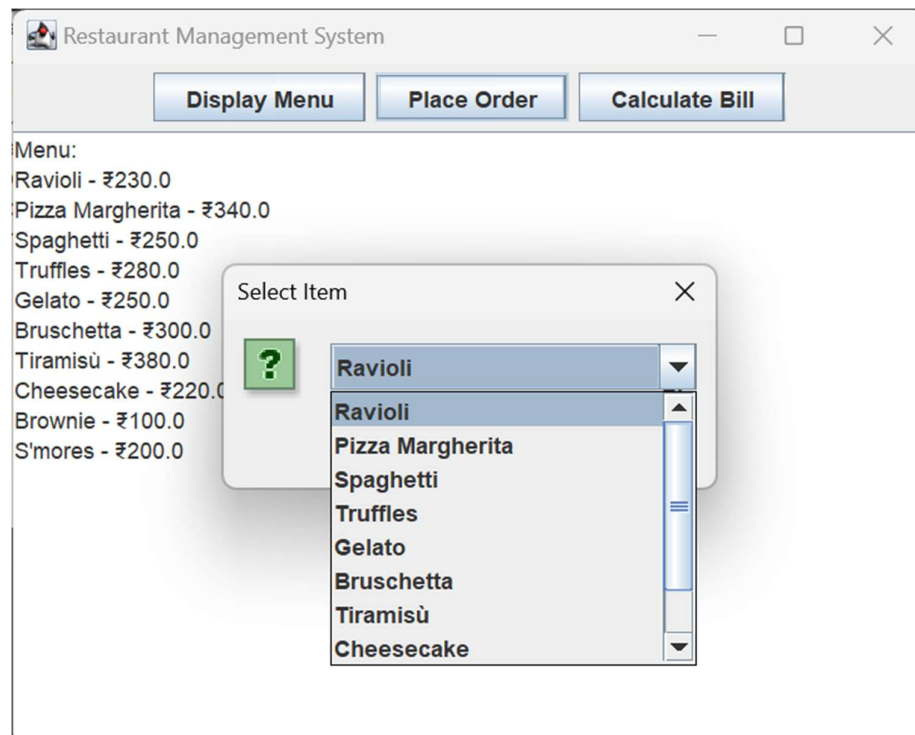 Restaurant Management System
Display Menu Place Order Calculate Bill
Menu:
Ravioli - ₹230.0
Pizza Margherita - ₹340.0
Spaghetti - ₹250.0
Truffles - ₹280.0
Gelato - ₹250.0
Bruschetta - ₹300.0
Tiramisù - ₹380.0
Cheesecake - ₹220.0
Brownie - ₹100.0
S'mores - ₹200.0
Select Item
?
Ravioli
Ravioli
Pizza Margherita
Spaghetti
Truffles
Gelato
Bruschetta
Tiramisù
Cheesecake